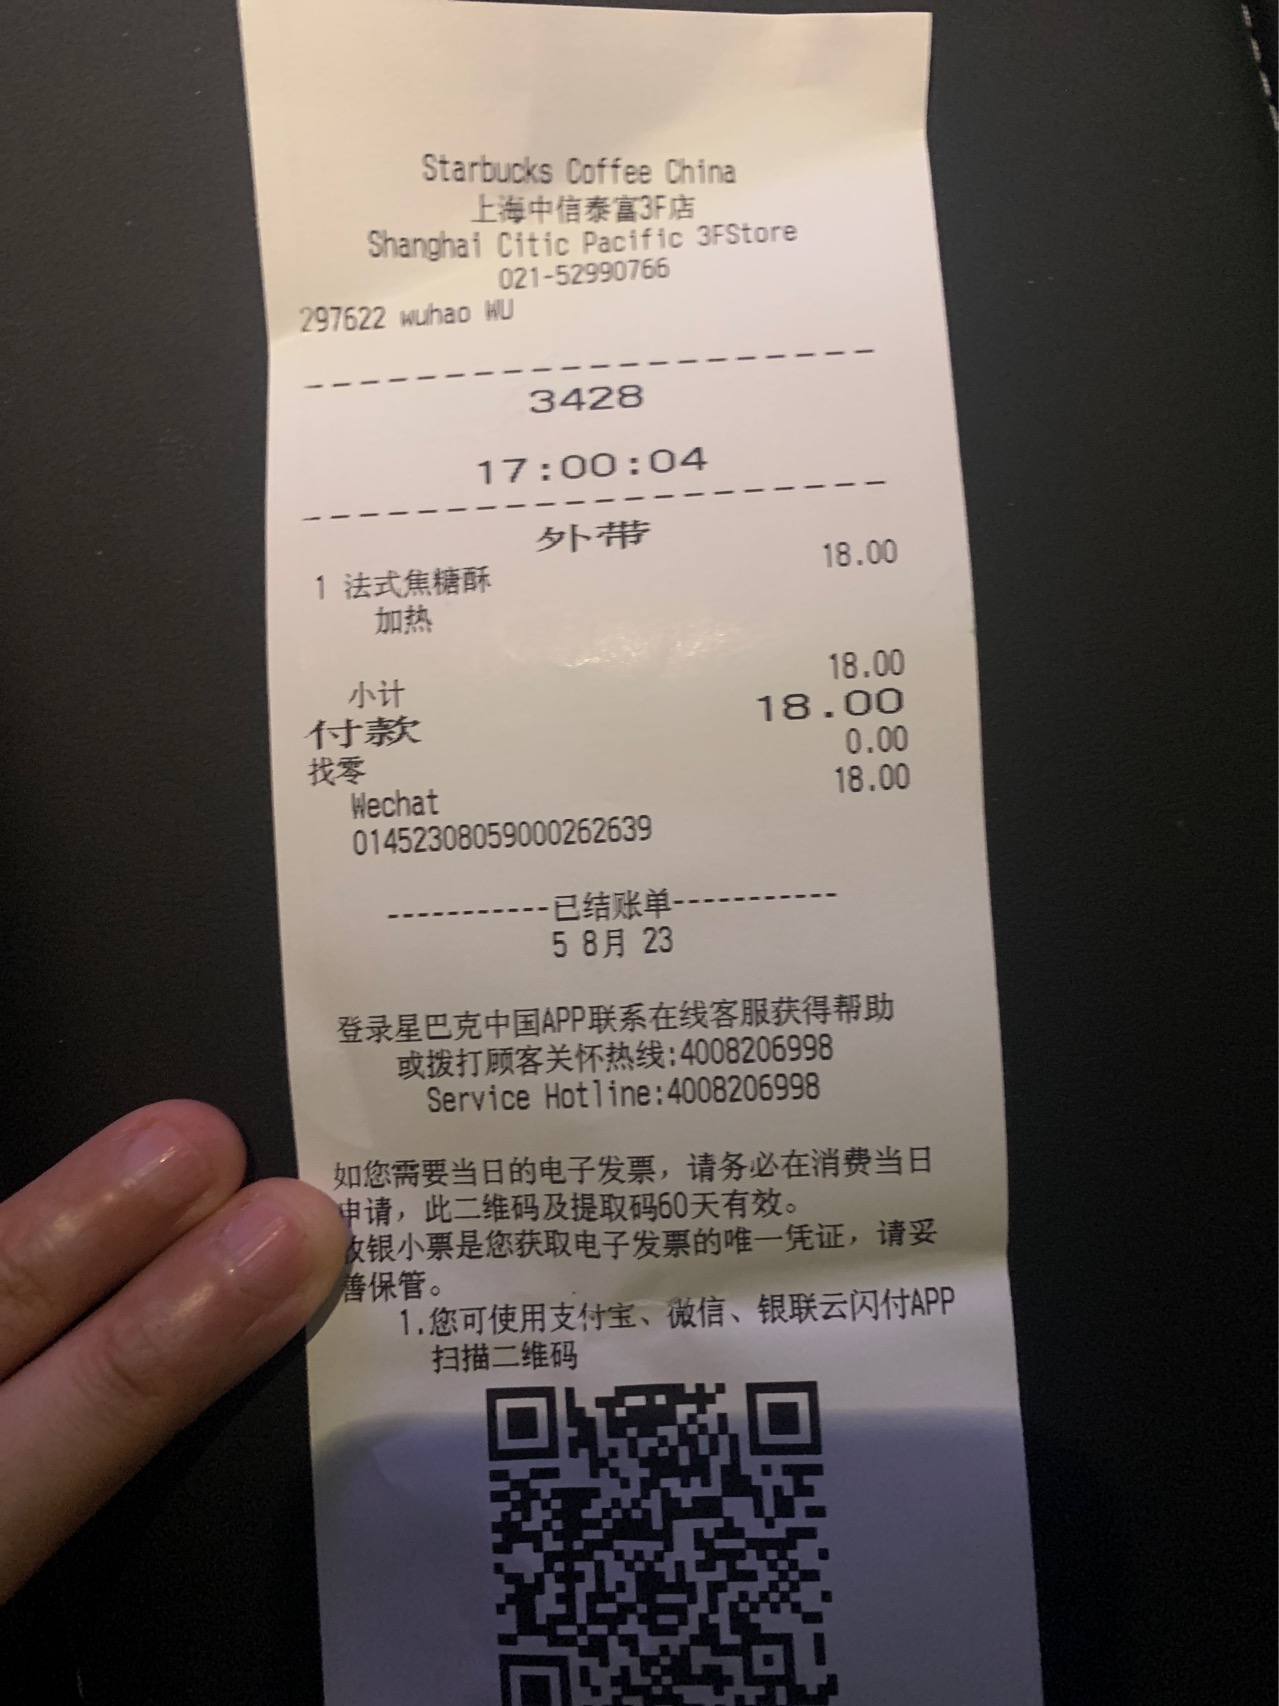 Starbucks Coffee China
上海中信泰富3F店
Shanghai Citic Pacific 3FStore
021-52990766
297622 wuhao WU
--------------------
3428
17:00:04
--------------------
外带
1 法式焦糖酥 18.00
加热
小计 18.00
付款 18.00
找零 0.00
Wechat 18.00
01452308059000262639
-----------已结账单-----------
5 8月 23
登录星巴克中国APP联系在线客服获得帮助
或拨打顾客关怀热线:4008206998
Service Hotline:4008206998
如您需要当日的电子发票，请务必在消费当日
申请，此二维码及提取码60天有效。
收银小票是您获取电子发票的唯一凭证，请妥
善保管。
1.您可使用支付宝、微信、银联云闪付APP
扫描二维码